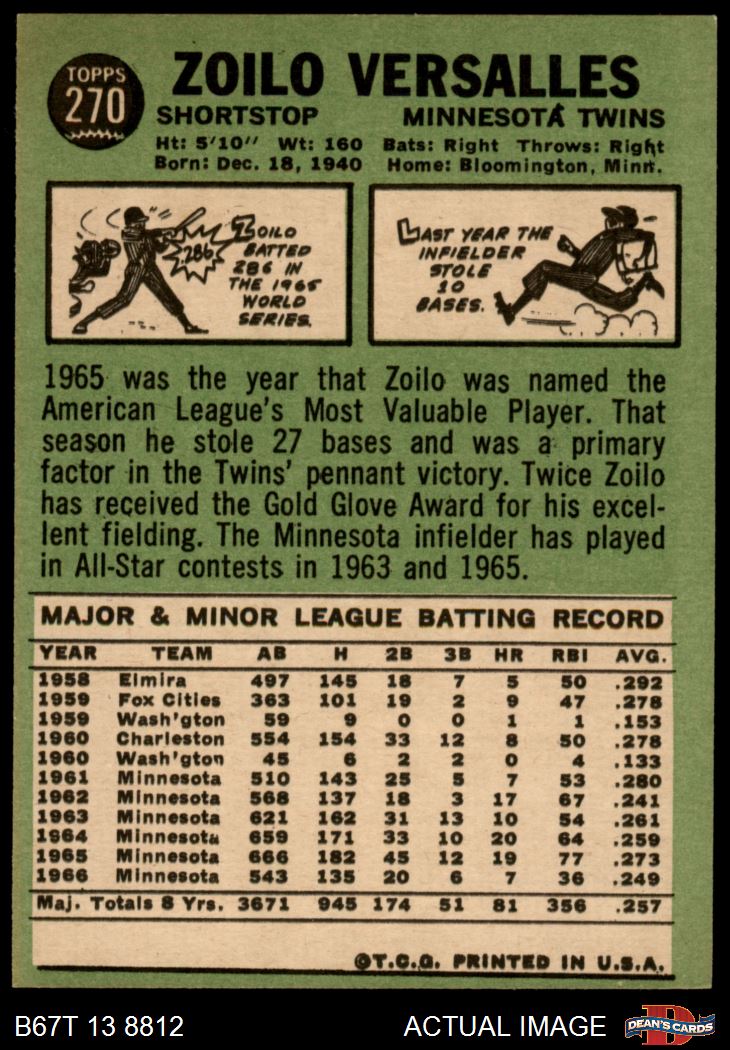 TOPPS
270
ZOILO VERSALLES
SHORTSTOP MINNESOTA TWINS
Ht: 5'10" Wt: 160 Bats: Right Throws: Right
Born: Dec. 18, 1940 Home: Bloomington, Minn.
286
ZOILO
BATTED
286 IN
THE 1965
WORLD
SERIES.
LAST YEAR THE
INFIELDER
STOLE
10
BASES.
1965 was the year that Zoilo was named the
American League's Most Valuable Player. That
season he stole 27 bases and was a primary
factor in the Twins' pennant victory. Twice Zoilo
has received the Gold Glove Award for his excel-
lent fielding. The Minnesota infielder has played
in All-Star contests in 1963 and 1965.
MAJOR & MINOR LEAGUE BATTING RECORD
YEAR TEAM AB H 2B 3B HR RBI AVG.
1958 Elmira 497 145 18 7 5 50 .292
1959 Fox Cities 363 101 19 2 9 47 .278
1959 Wash'gton 59 9 0 0 1 1 .153
1960 Charleston 554 154 33 12 8 50 .278
1960 Wash'gton 45 6 2 2 0 4 .133
1961 Minnesota 510 143 25 5 7 53 .280
1962 Minnesota 568 137 18 3 17 67 .241
1963 Minnesota 621 162 31 13 10 54 .261
1964 Minnesota 659 171 33 10 20 64 .259
1965 Minnesota 666 182 45 12 19 77 .273
1966 Minnesota 543 135 20 6 7 36 .249
Maj. Totals 8 Yrs. 3671 945 174 51 81 356 .257
©T.C.G. PRINTED IN U.S.A.
B67T 13 8812 ACTUAL IMAGE
D
DEAN'S CARDS